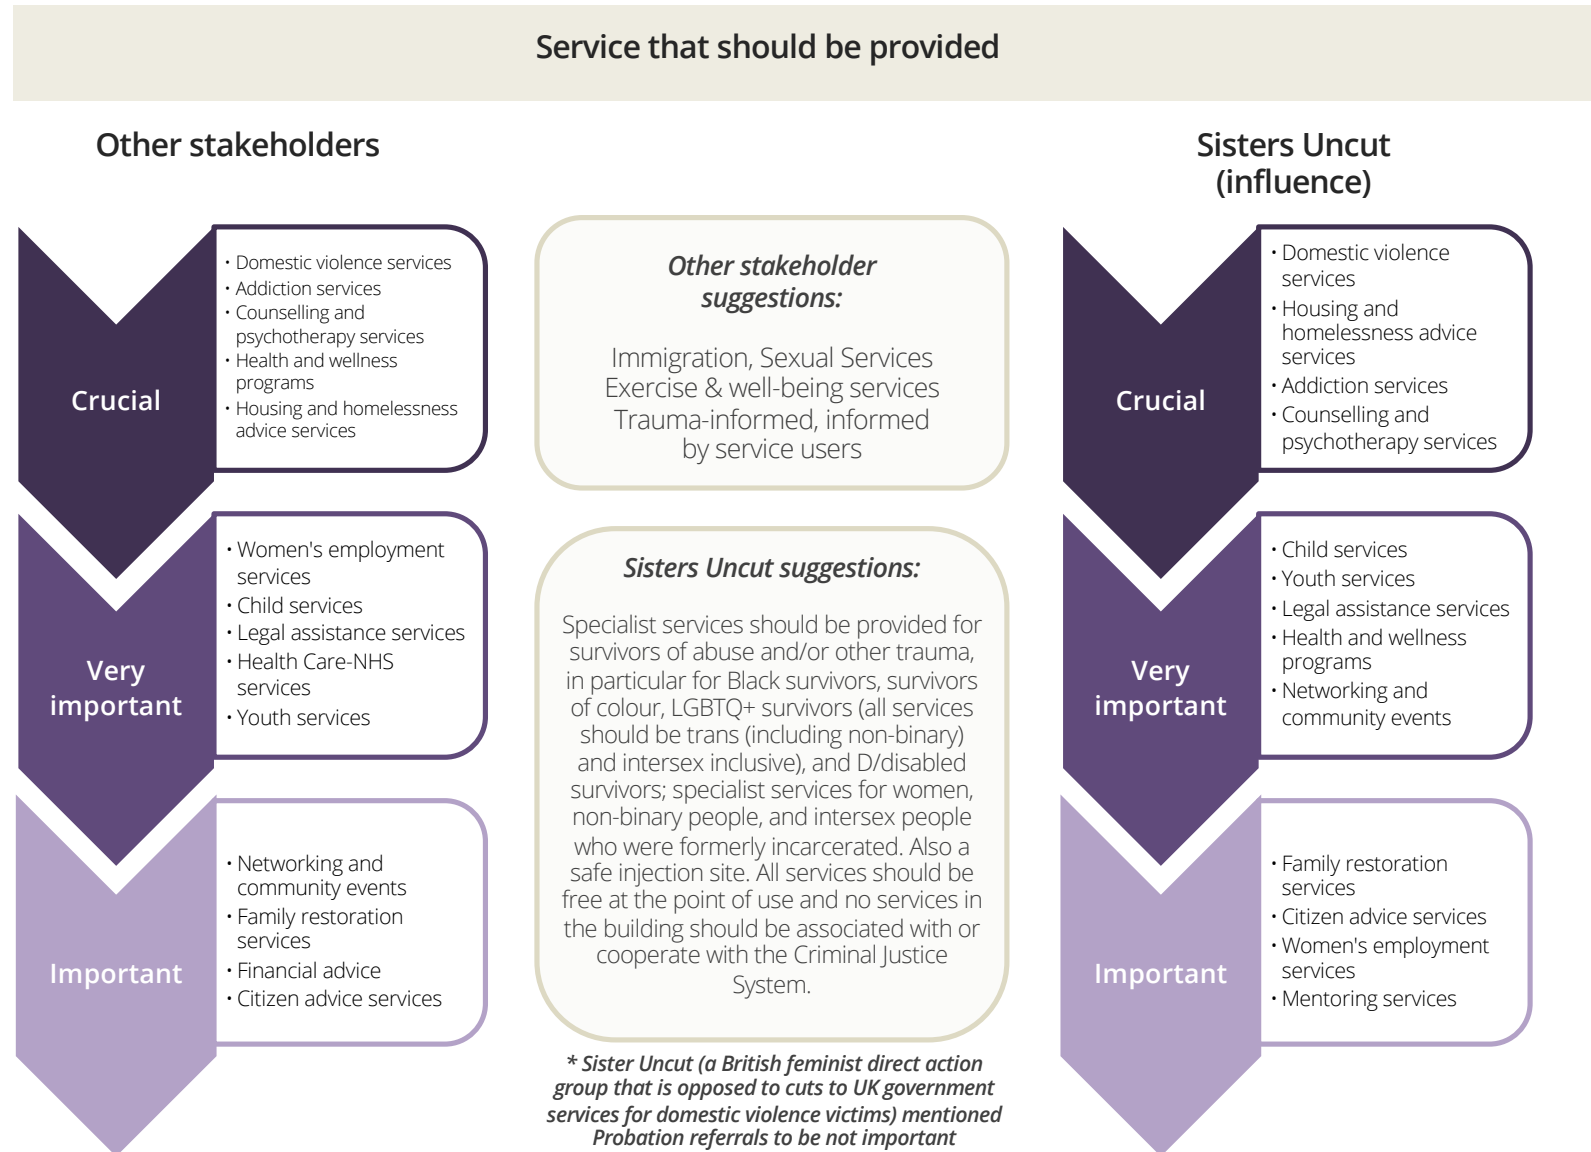 Service that should be provided
Other stakeholders
Crucial
• Domestic violence services
• Addiction services
• Counselling and
psychotherapy services
• Health and wellness
programs
• Housing and homelessness
advice services
Very
important
• Women's employment
services
• Child services
• Legal assistance services
• Health Care-NHS
services
• Youth services
Important
• Networking and
community events
• Family restoration
services
• Financial advice
• Citizen advice services
Other stakeholder
suggestions:
Immigration, Sexual Services
Exercise & well-being services
Trauma-informed, informed
by service users
Sisters Uncut suggestions:
Specialist services should be provided for
survivors of abuse and/or other trauma,
in particular for Black survivors, survivors
of colour, LGBTQ+ survivors (all services
should be trans (including non-binary)
and intersex inclusive), and D/disabled
survivors; specialist services for women,
non-binary people, and intersex people
who were formerly incarcerated. Also a
safe injection site. All services should be
free at the point of use and no services in
the building should be associated with or
cooperate with the Criminal Justice
System.
* Sister Uncut (a British feminist direct action
group that is opposed to cuts to UK government
services for domestic violence victims) mentioned
Probation referrals to be not important
Sisters Uncut
(influence)
Crucial
• Domestic violence
services
• Housing and
homelessness advice
services
• Addiction services
• Counselling and
psychotherapy services
Very
important
• Child services
• Youth services
• Legal assistance services
• Health and wellness
programs
• Networking and
community events
Important
• Family restoration
services
• Citizen advice services
• Women's employment
services
• Mentoring services